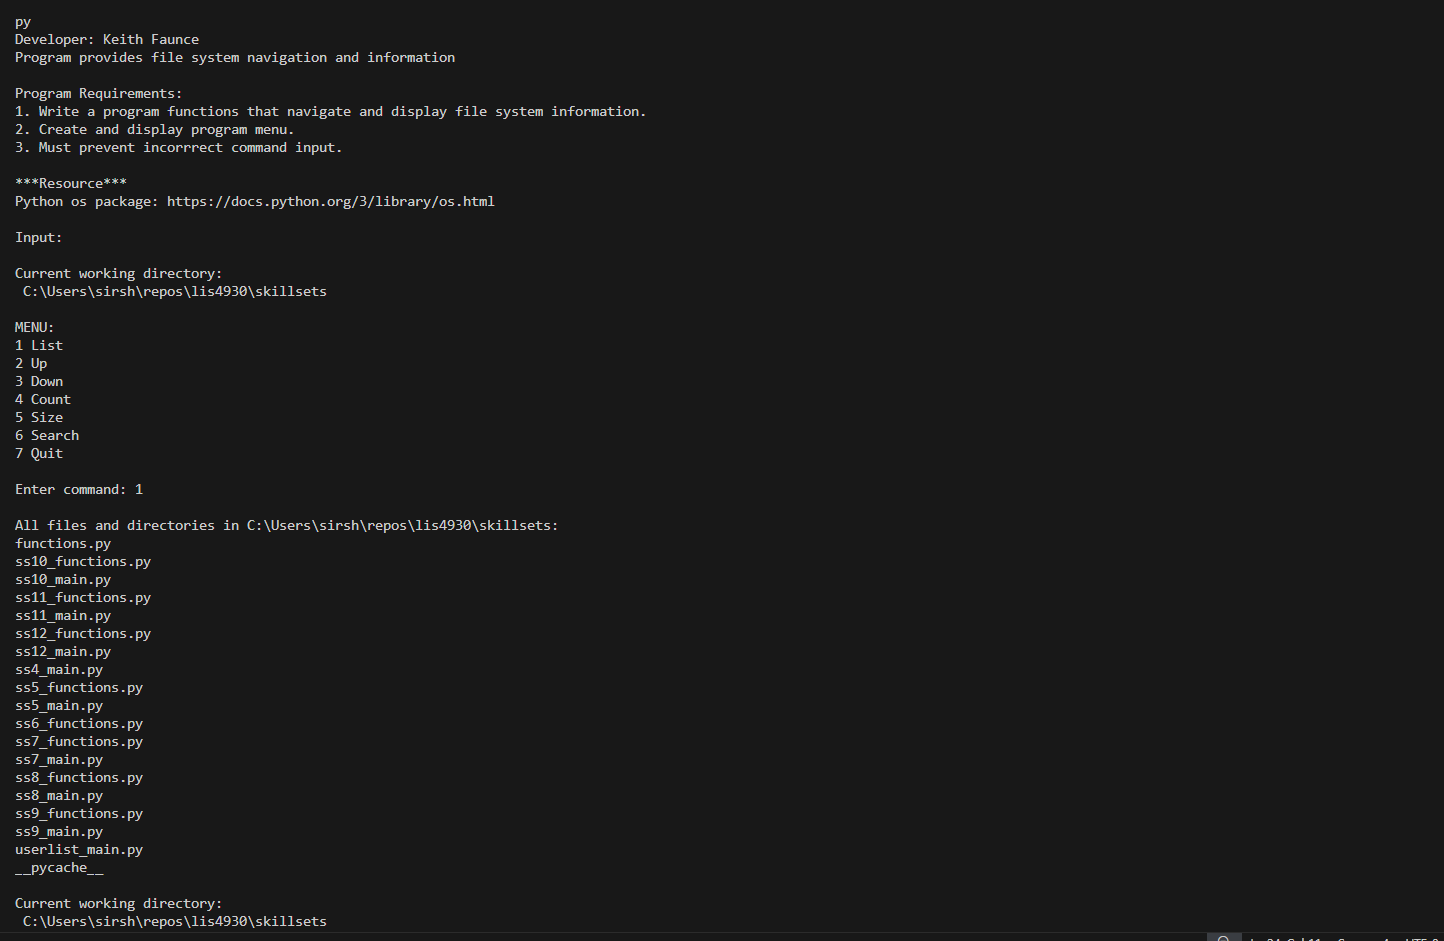 py
Developer: Keith Faunce
Program provides file system navigation and information
Program Requirements:
1. Write a program functions that navigate and display file system information.
2. Create and display program menu.
3. Must prevent incorrrect command input.
***Resource***
Python os package: https://docs.python.org/3/library/os.html
Input:
Current working directory:
C:\Users\sirsh\repos\lis4930\skillsets
MENU:
1 List
2 Up
3 Down
4 Count
5 Size
6 Search
7 Quit
Enter command: 1
All files and directories in C:\Users\sirsh\repos\lis4930\skillsets:
functions.py
ss10_functions.py
ss10_main.py
ss11_functions.py
ss11_main.py
ss12_functions.py
ss12_main.py
ss4_main.py
ss5_functions.py
ss5_main.py
ss6_functions.py
ss7_functions.py
ss7_main.py
ss8_functions.py
ss8_main.py
ss9_functions.py
ss9_main.py
userlist_main.py
__pycache__
Current working directory:
C:\Users\sirsh\repos\lis4930\skillsets